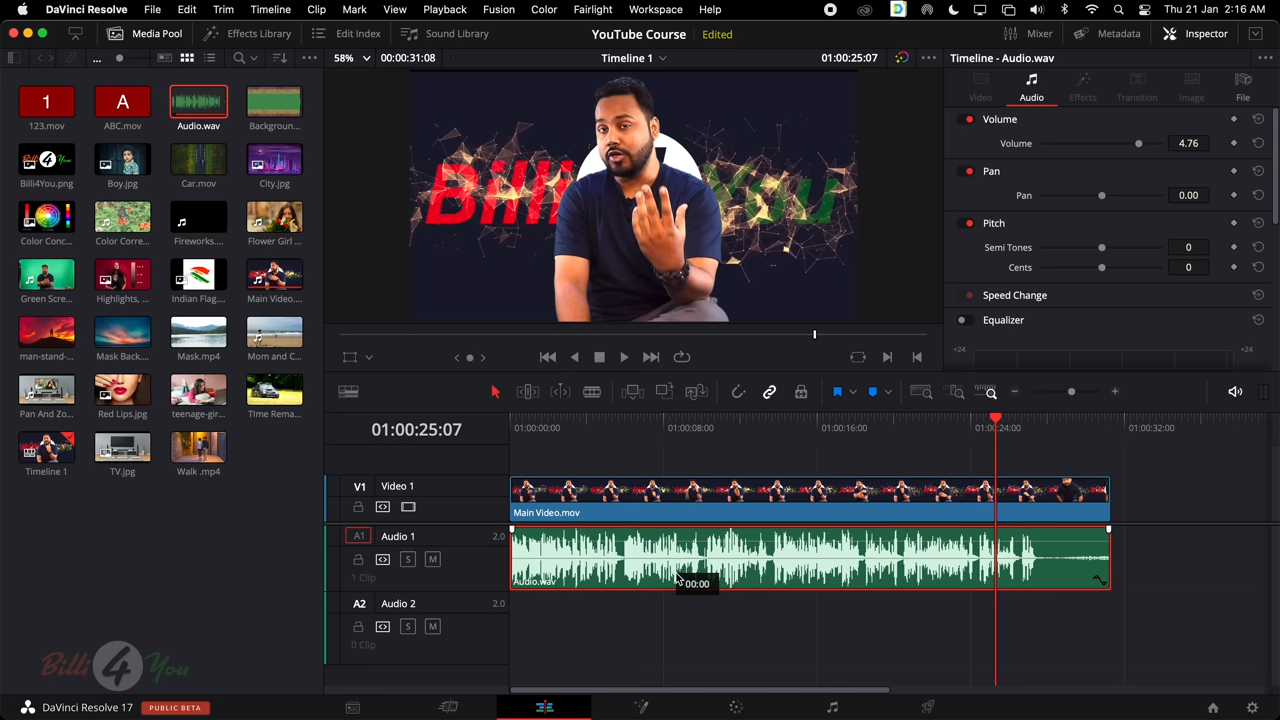 DaVinci Resolve File Edit Trim Timeline Clip Mark View Playback Fusion Color Fairlight Workspace Help Thu 21 Jan 2:16 AM
Media Pool Effects Library Edit Index Sound Library YouTube Course Edited Mixer Metadata Inspector
... 58% 00:00:31:08 Timeline 1 01:00:25:07 Timeline - Audio.wav
Video Audio Effects Transition Image File
1 A
123.mov ABC.mov Audio.wav Backgroun...
Billi4You.png Boy.jpg Car.mov City.jpg
Color Conc... Color Corre... Fireworks.... Flower Girl ...
Green Scre... Highlights, ... Indian Flag.... Main Video....
man-stand-... Mask Back.... Mask.mp4 Mom and C...
Pan And Zo... Red Lips.jpg teenage-gir... TIme Rema...
Timeline 1 TV.jpg Walk .mp4
Volume
Volume 4.76
Pan
Pan 0.00
Pitch
Semi Tones 0
Cents 0
Speed Change
Equalizer
+24 +24
01:00:25:07
01:00:00:00 01:00:08:00 01:00:16:00 01:00:24:00 01:00:32:00
V1 Video 1
Main Video.mov
A1 Audio 1 2.0
S M
1 Clip
Audio.wav
00:00
A2 Audio 2 2.0
S M
0 Clip
Billi 4 You
DaVinci Resolve 17 PUBLIC BETA